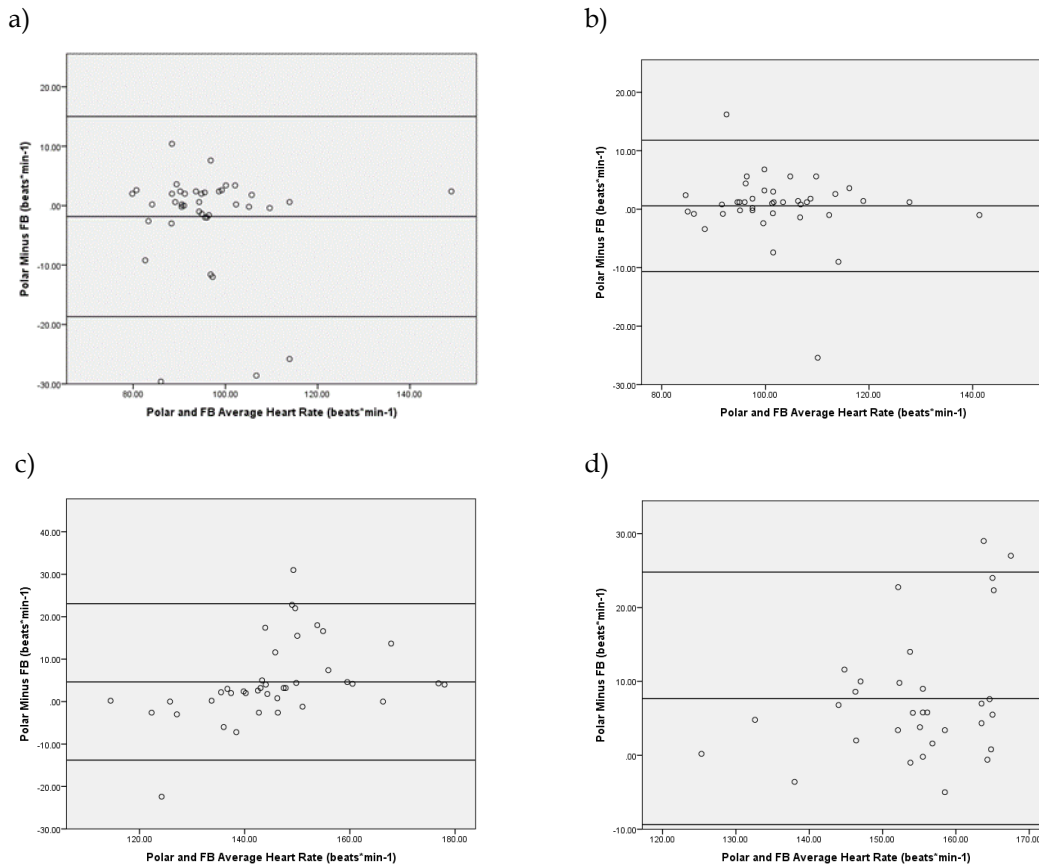 a)
b)
20.00
10.00
.00
-10.00
-20.00
-30.00
Polar Minus FB (beats*min-1)
80.00 100.00 120.00 140.00
Polar and FB Average Heart Rate (beats*min-1)
20.00
10.00
.00
-10.00
-20.00
-30.00
Polar Minus FB (beats*min-1)
80.00 100.00 120.00 140.00
Polar and FB Average Heart Rate (beats*min-1)
c)
d)
40.00
30.00
20.00
10.00
.00
-10.00
-20.00
-30.00
Polar Minus FB (beats*min-1)
120.00 140.00 160.00 180.00
Polar and FB Average Heart Rate (beats*min-1)
30.00
20.00
10.00
.00
-10.00
Polar Minus FB (beats*min-1)
120.00 130.00 140.00 150.00 160.00 170.00
Polar and FB Average Heart Rate (beats*min-1)